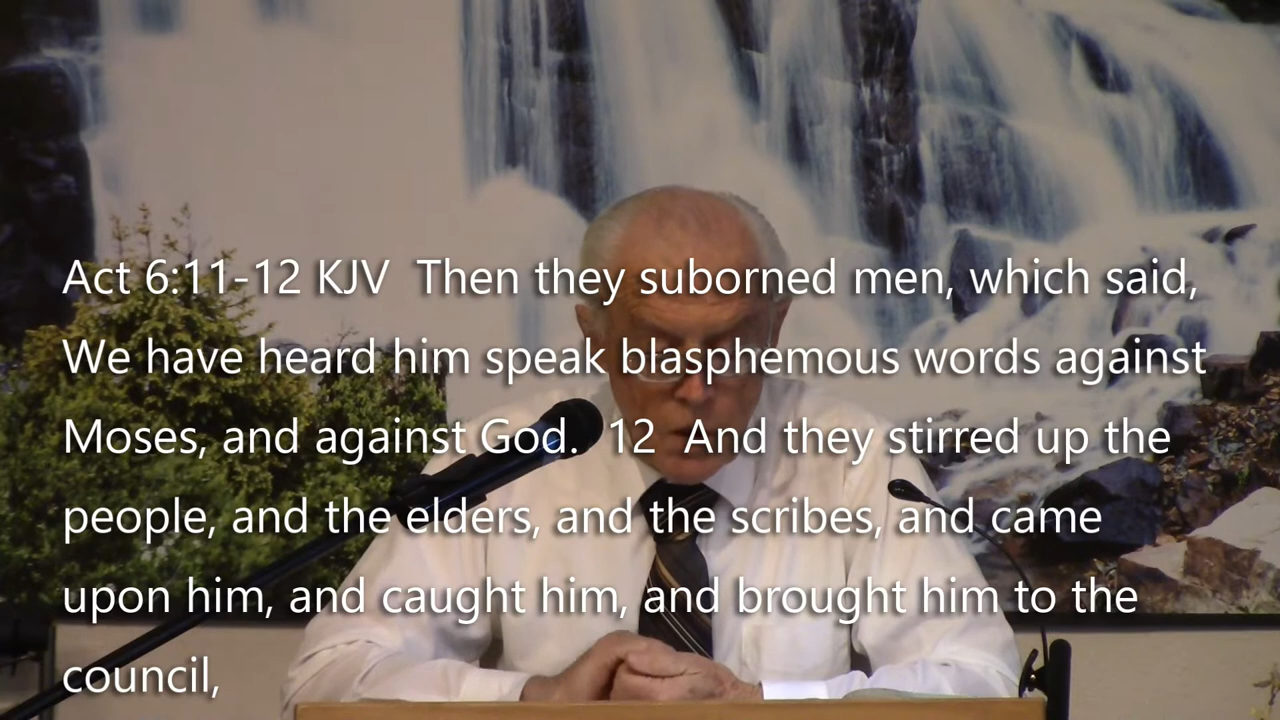 Act 6:11-12 KJV  Then they suborned men, which said,
We have heard him speak blasphemous words against
Moses, and against God.  12  And they stirred up the
people, and the elders, and the scribes, and came
upon him, and caught him, and brought him to the
council,